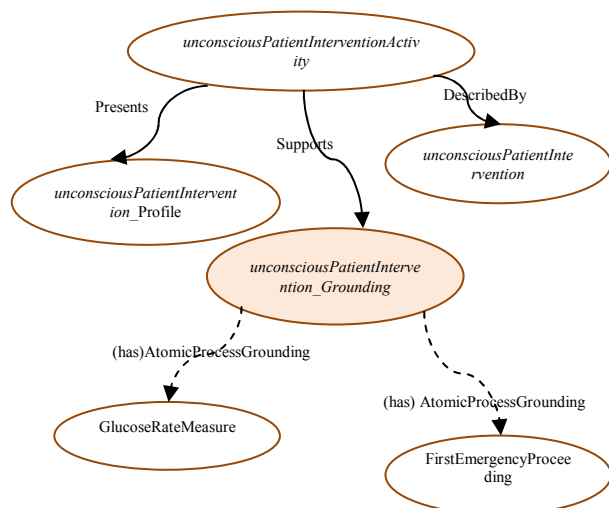 unconsciousPatientInterventionActiv
ity
Presents
DescribedBy
Supports
unconsciousPatientInte
rvention
unconsciousPatientIntervent
ion_Profile
unconsciousPatientInterve
ntion_Grounding
(has)AtomicProcessGrounding
(has) AtomicProcessGrounding
GlucoseRateMeasure
FirstEmergencyProcee
ding